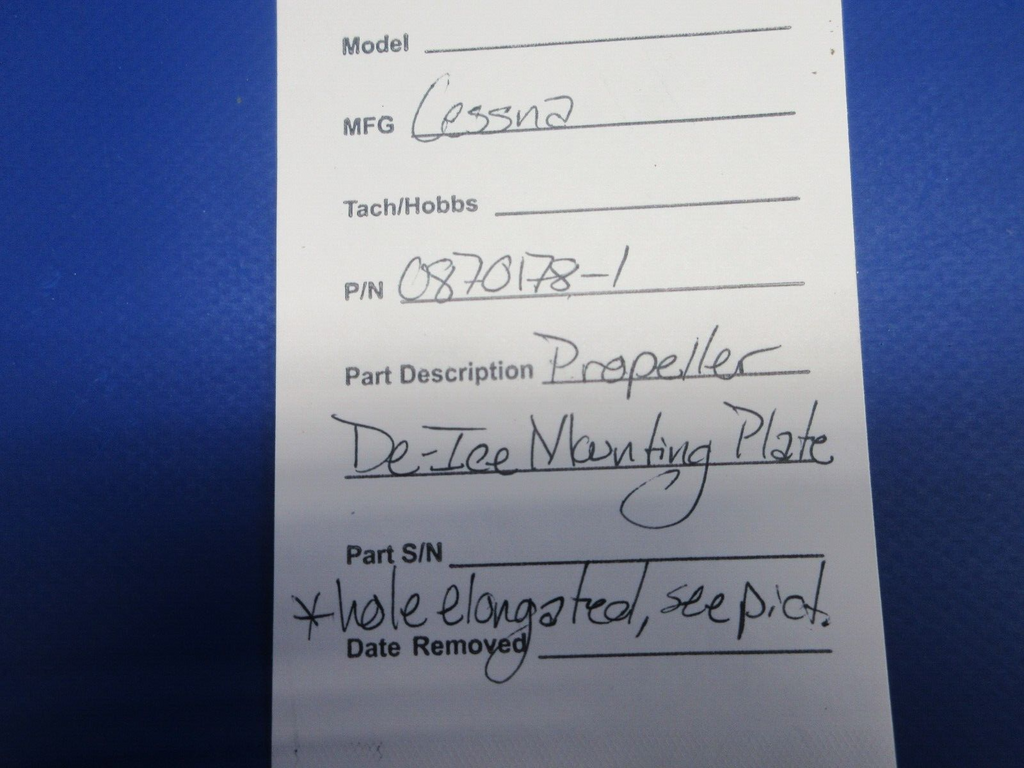 Model
MFG Cessna
Tach/Hobbs
P/N 0870178-1
Part Description Propeller
De-Ice Mounting Plate
Part S/N
*hole elongated, see pict.
Date Removed